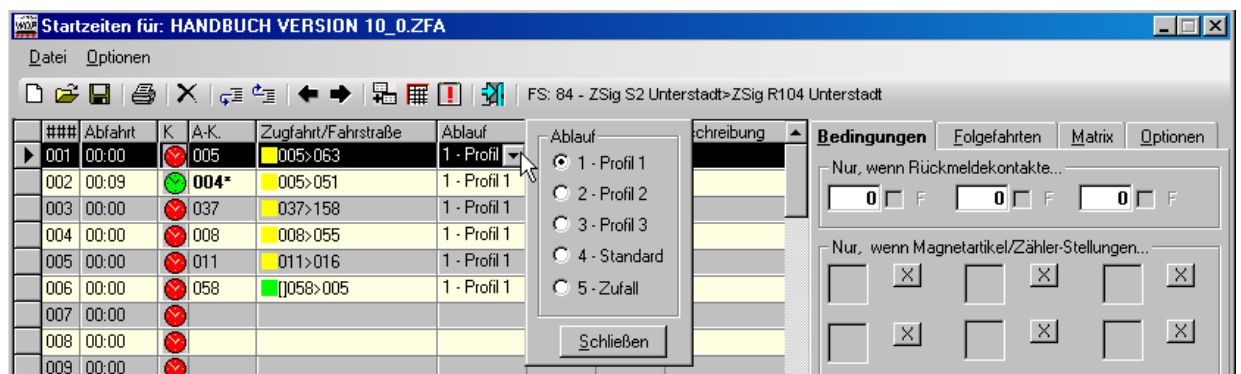 Startzeiten für: HANDBUCH VERSION 10_0.ZFA
Datei Optionen
FS: 84 - ZSig S2 Unterstadt>ZSig R104 Unterstadt
### Abfahrt K A-K. Zugfahrt/Fahrstraße Ablauf chreibung
001 00:00 005 005>063 1 - Profil
002 00:09 004* 005>051 1 - Profil 1
003 00:00 037 037>158 1 - Profil 1
004 00:00 008 008>055 1 - Profil 1
005 00:00 011 011>016 1 - Profil 1
006 00:00 058 []058>005 1 - Profil 1
007 00:00
008 00:00
009 00:00
Ablauf
1 - Profil 1
2 - Profil 2
3 - Profil 3
4 - Standard
5 - Zufall
Schließen
Bedingungen Folgefahrten Matrix Optionen
Nur, wenn Rückmeldekontakte...
0 F 0 F 0 F
Nur, wenn Magnetartikel/Zähler-Stellungen...
X X X
X X X